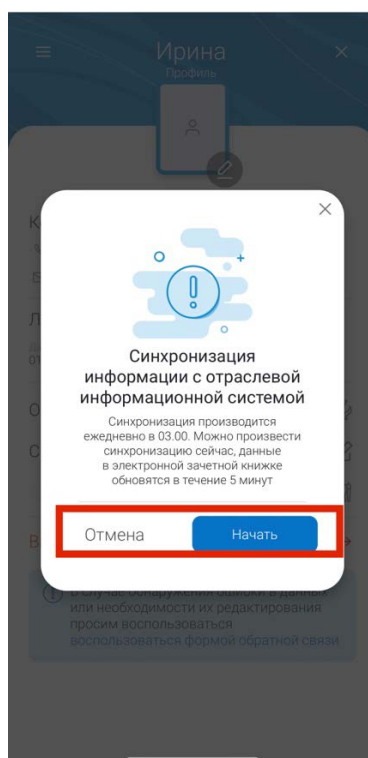 Ирина
Профиль
К
Л
01
О
С
Синхронизация
информации с отраслевой
информационной системой
Синхронизация производится
ежедневно в 03.00. Можно произвести
синхронизацию сейчас, данные
в электронной зачетной книжке
обновятся в течение 5 минут
Отмена
Начать
В
В случае обнаружения ошибки в данных
или необходимости их редактирования
просим воспользоваться
воспользоваться формой обратной связи